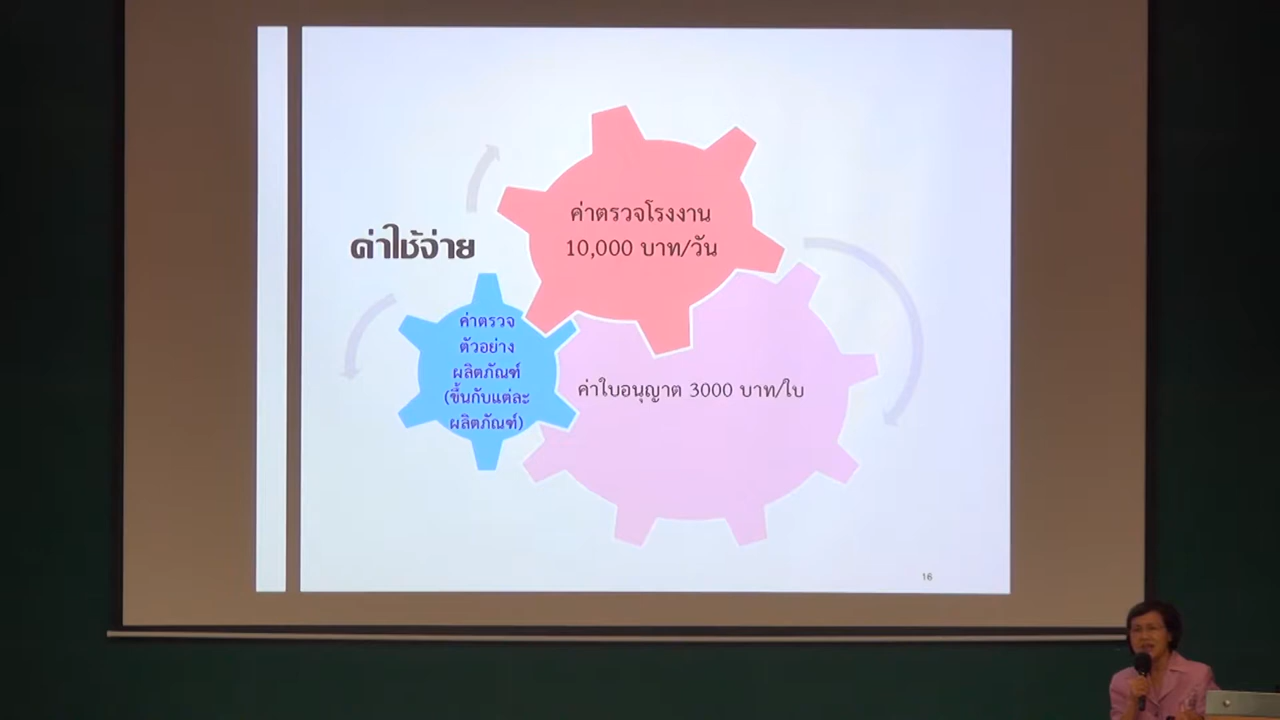 ค่าใช้จ่าย
ค่าตรวจโรงงาน
10,000 บาท/วัน
ค่าตรวจ
ตัวอย่าง
ผลิตภัณฑ์
(ขึ้นกับแต่ละ
ผลิตภัณฑ์)
ค่าใบอนุญาต 3000 บาท/ใบ
16